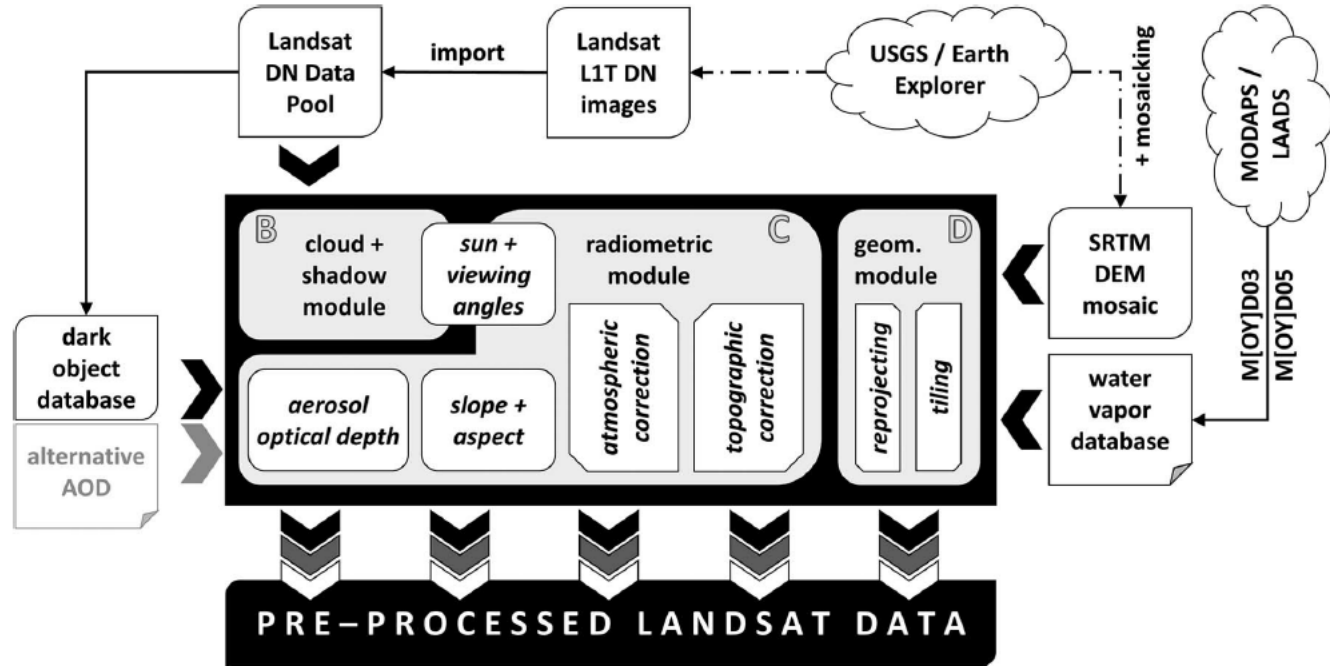 Landsat
DN Data
Pool
import
Landsat
L1T DN
images
USGS / Earth
Explorer
+ mosaicking
MODAPS /
LAADS
B
cloud +
shadow
module
sun +
viewing
angles
radiometric
module
C
geom.
module
D
SRTM
DEM
mosaic
M[OY]D03
M[OY]D05
dark
object
database
alternative
AOD
aerosol
optical depth
slope +
aspect
atmospheric
correction
topographic
correction
reprojecting
tiling
water
vapor
database
PRE–PROCESSED LANDSAT DATA